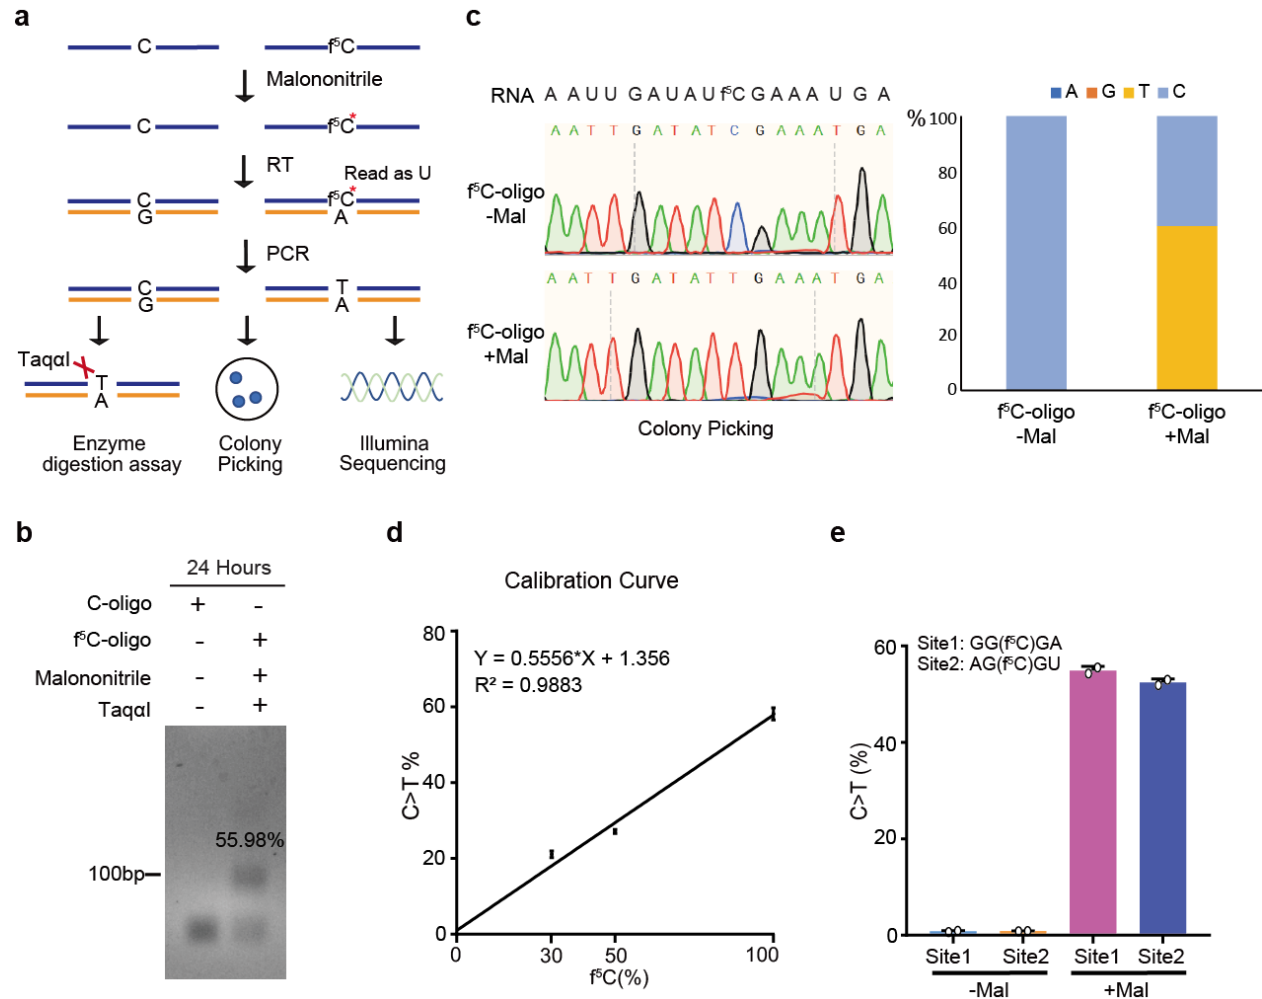 a
C
f⁵C
Malononitrile
C
f⁵C*
RT
Read as U
C
G
f⁵C*
A
PCR
C
G
T
A
TaqαI
T
A
Enzyme
digestion assay
Colony
Picking
Illumina
Sequencing
c
RNA A A U U G A U A U f⁵C G A A A U G A
A A T T G A T A T C G A A A T G A
f⁵C-oligo
-Mal
A A T T G A T A T T G A A A T G A
f⁵C-oligo
+Mal
Colony Picking
A G T C
%
100
80
60
40
20
0
f⁵C-oligo
-Mal
f⁵C-oligo
+Mal
b
24 Hours
C-oligo + -
f⁵C-oligo - +
Malononitrile - +
TaqαI - +
55.98%
100bp
d
Calibration Curve
Y = 0.5556*X + 1.356
R² = 0.9883
C>T %
80
60
40
20
0
0 30 50 100
f⁵C(%)
e
Site1: GG(f⁵C)GA
Site2: AG(f⁵C)GU
C>T (%)
60
40
20
0
Site1 Site2 Site1 Site2
-Mal +Mal